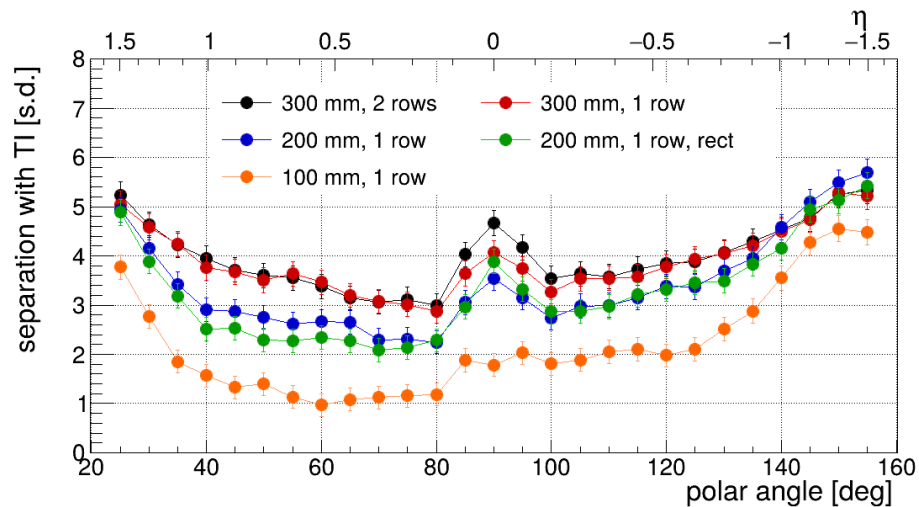 η
1.5 1 0.5 0 −0.5 −1 −1.5
8
7
6
5
4
3
2
1
0
separation with TI [s.d.]
300 mm, 2 rows 300 mm, 1 row
200 mm, 1 row 200 mm, 1 row, rect
100 mm, 1 row
20 40 60 80 100 120 140 160
polar angle [deg]